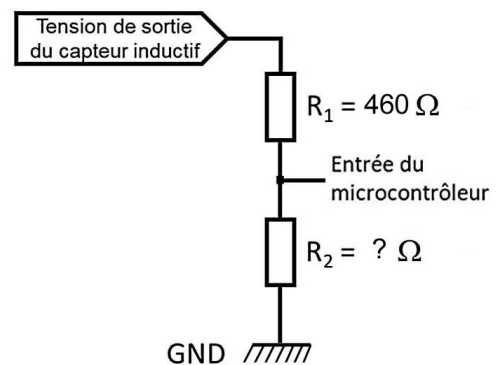 Tension de sortie
du capteur inductif
R₁ = 460 Ω
Entrée du
microcontrôleur
R₂ = ? Ω
GND